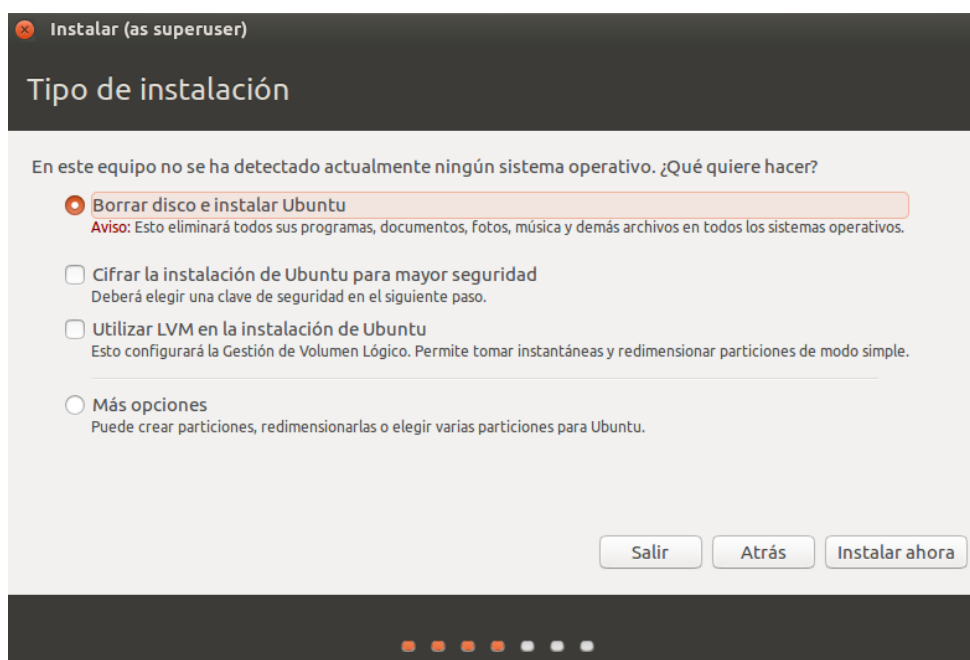 Instalar (as superuser)
Tipo de instalación
En este equipo no se ha detectado actualmente ningún sistema operativo. ¿Qué quiere hacer?
Borrar disco e instalar Ubuntu
Aviso: Esto eliminará todos sus programas, documentos, fotos, música y demás archivos en todos los sistemas operativos.
Cifrar la instalación de Ubuntu para mayor seguridad
Deberá elegir una clave de seguridad en el siguiente paso.
Utilizar LVM en la instalación de Ubuntu
Esto configurará la Gestión de Volumen Lógico. Permite tomar instantáneas y redimensionar particiones de modo simple.
Más opciones
Puede crear particiones, redimensionarlas o elegir varias particiones para Ubuntu.
Salir Atrás Instalar ahora